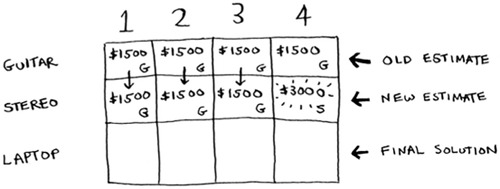 1 2 3 4
GUITAR $1500 G $1500 G $1500 G $1500 G ← OLD ESTIMATE
STEREO $1500 G $1500 G $1500 G $3000 S ← NEW ESTIMATE
LAPTOP ← FINAL SOLUTION